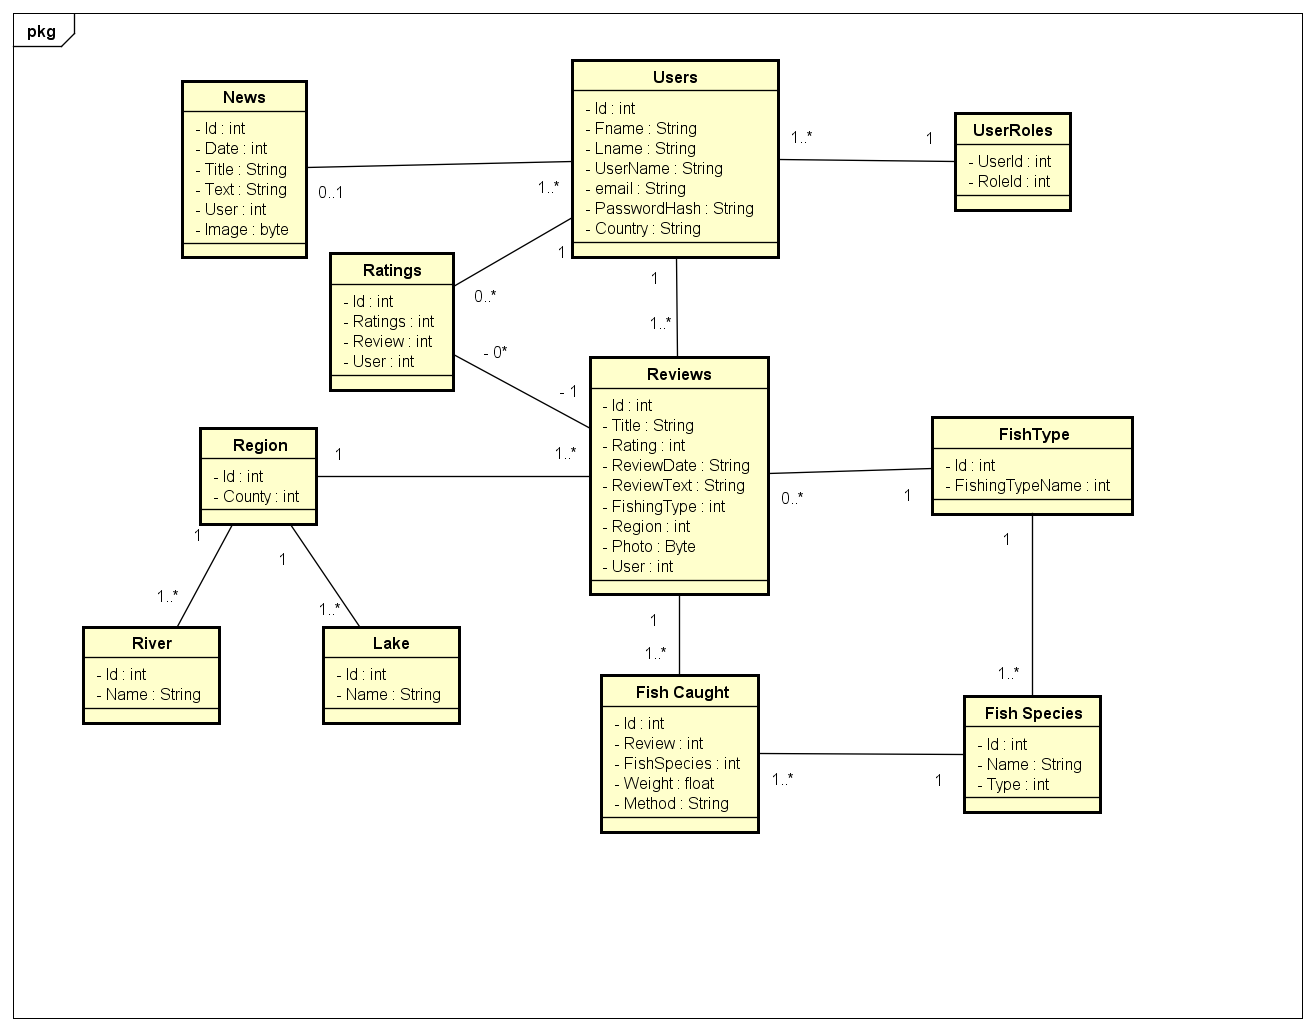 pkg
News
- Id : int
- Date : int
- Title : String
- Text : String
- User : int
- Image : byte
Users
- Id : int
- Fname : String
- Lname : String
- UserName : String
- email : String
- PasswordHash : String
- Country : String
UserRoles
- UserId : int
- RoleId : int
1..*
1
0..1
1..*
Ratings
- Id : int
- Ratings : int
- Review : int
- User : int
1
0..*
1
1..*
- 0*
- 1
Reviews
- Id : int
- Title : String
- Rating : int
- ReviewDate : String
- ReviewText : String
- FishingType : int
- Region : int
- Photo : Byte
- User : int
Region
- Id : int
- County : int
1
1..*
FishType
- Id : int
- FishingTypeName : int
0..*
1
1
1..*
1
1..*
River
- Id : int
- Name : String
Lake
- Id : int
- Name : String
1
1..*
1
1..*
Fish Caught
- Id : int
- Review : int
- FishSpecies : int
- Weight : float
- Method : String
Fish Species
- Id : int
- Name : String
- Type : int
1..*
1